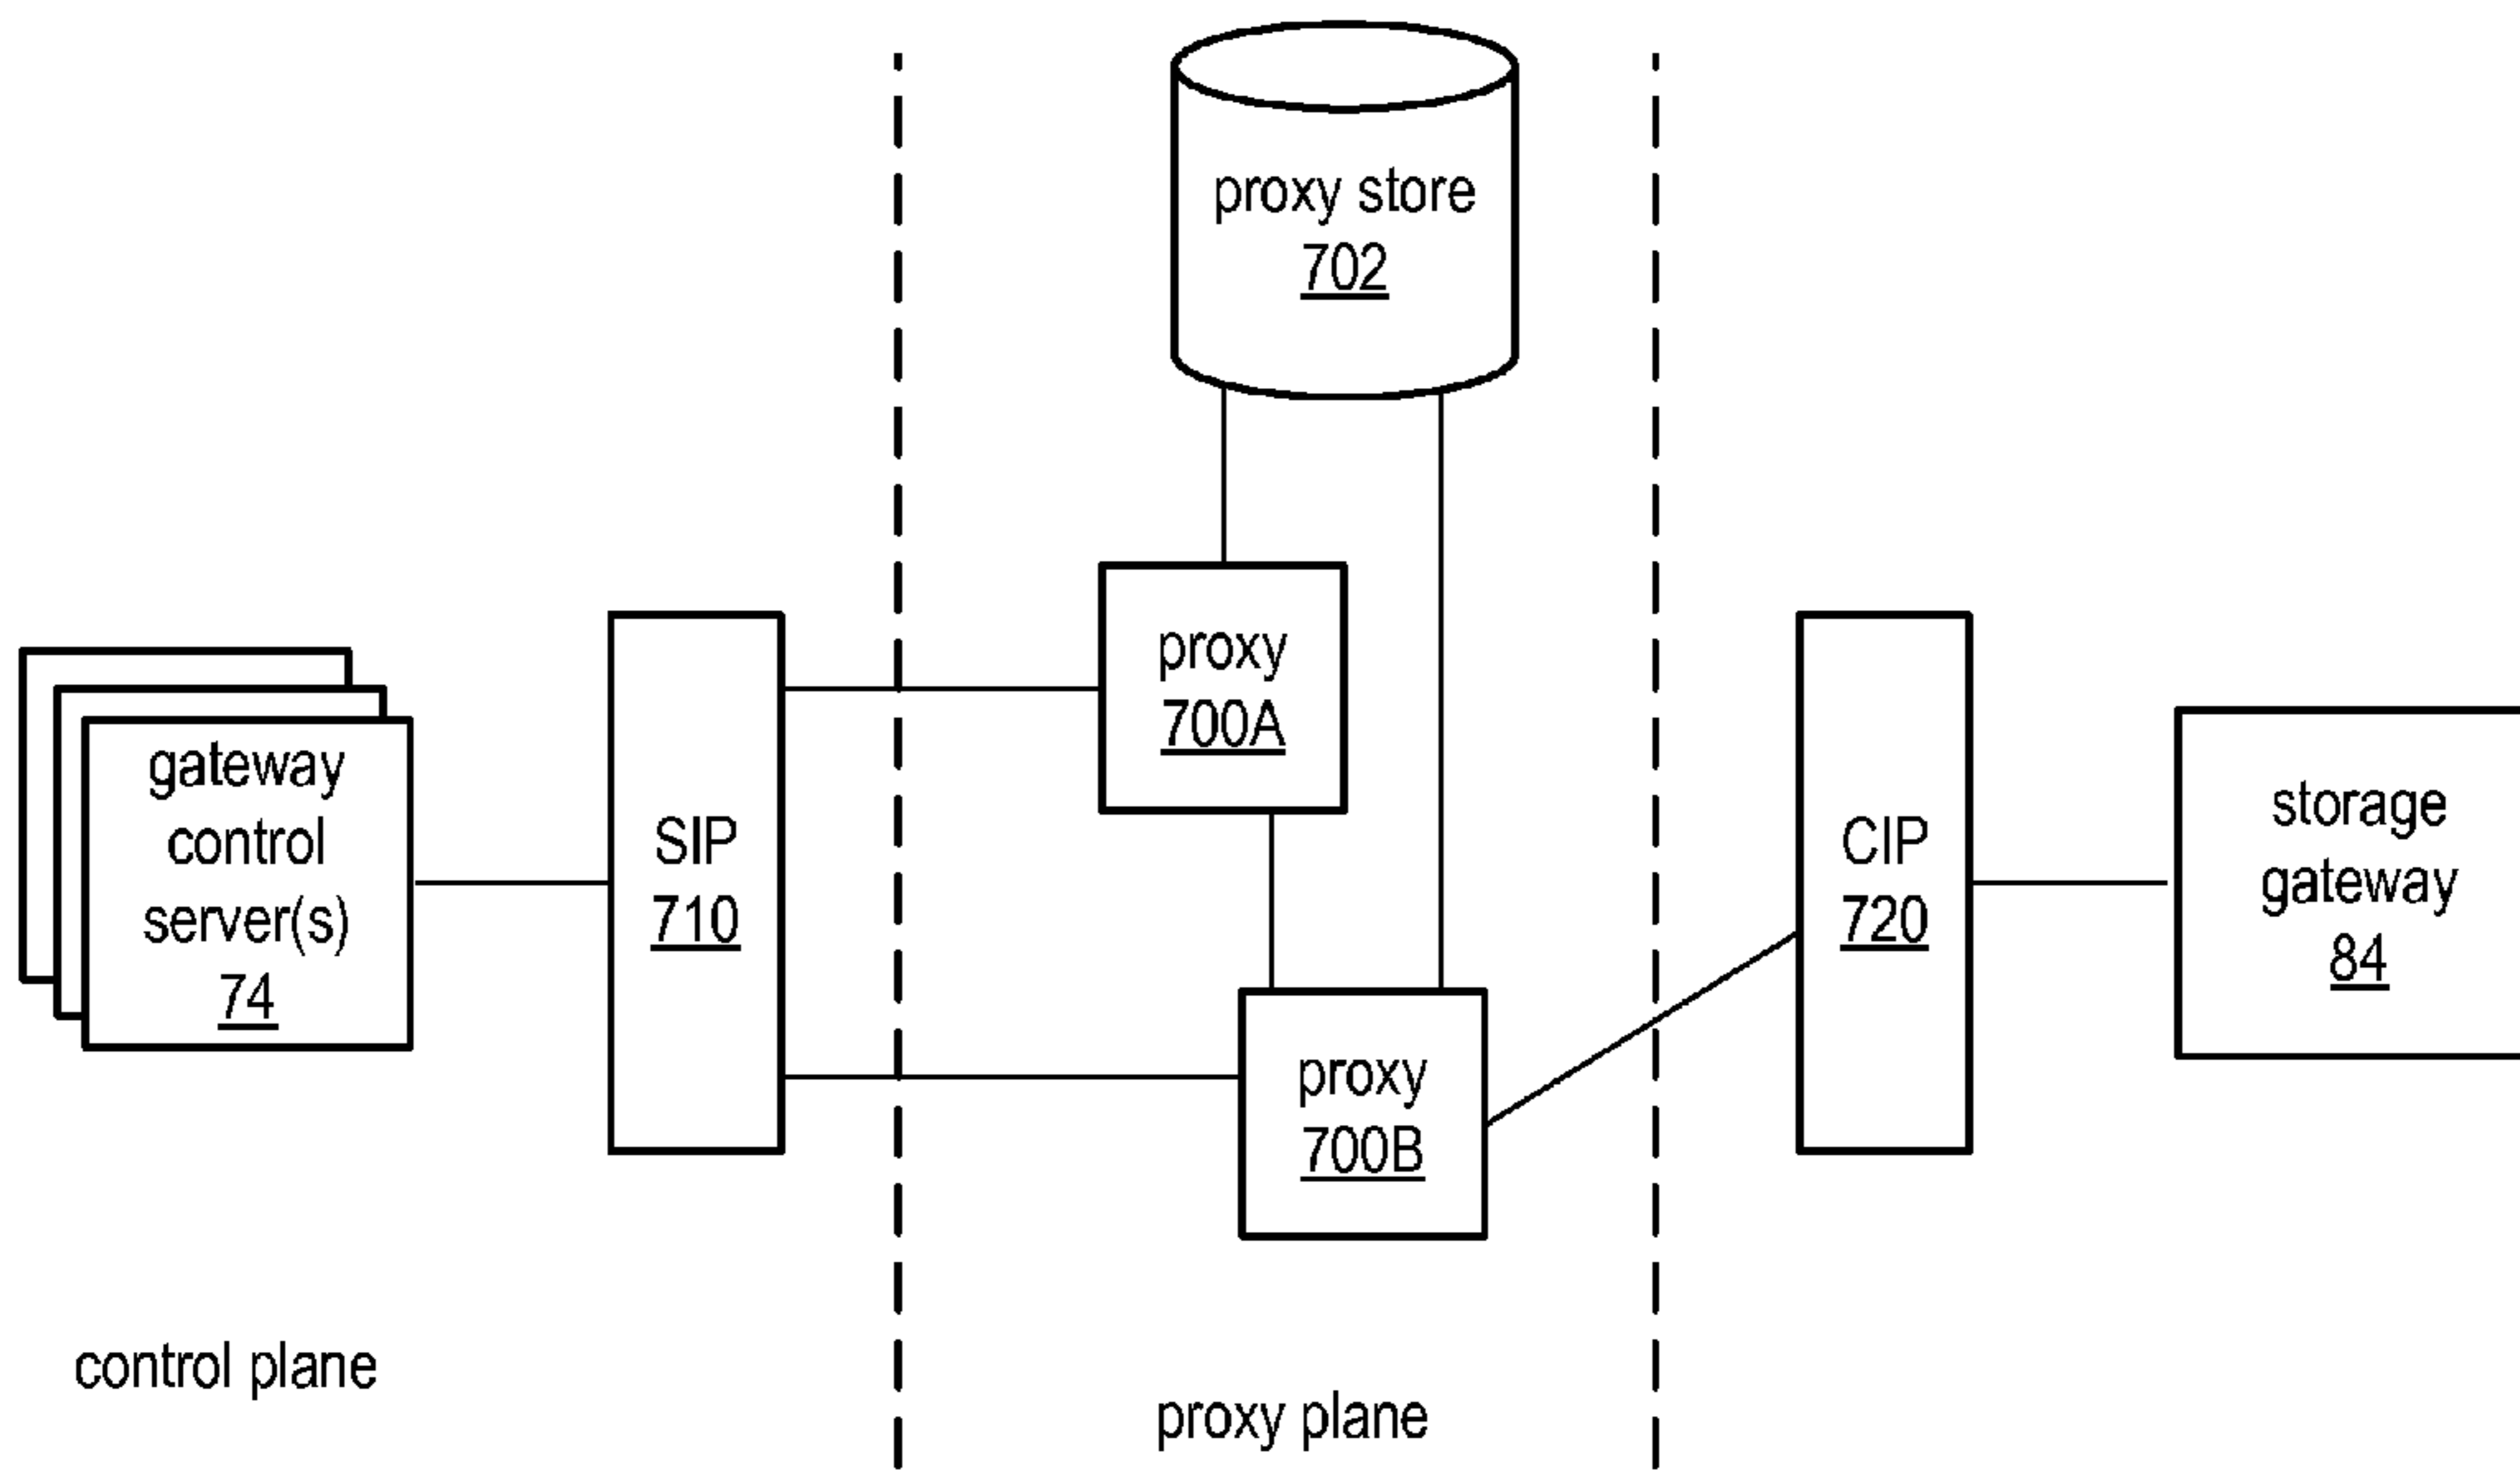 proxy store
702
proxy
700A
gateway
control
server(s)
74
SIP
710
CIP
720
storage
gateway
84
proxy
700B
control plane
proxy plane